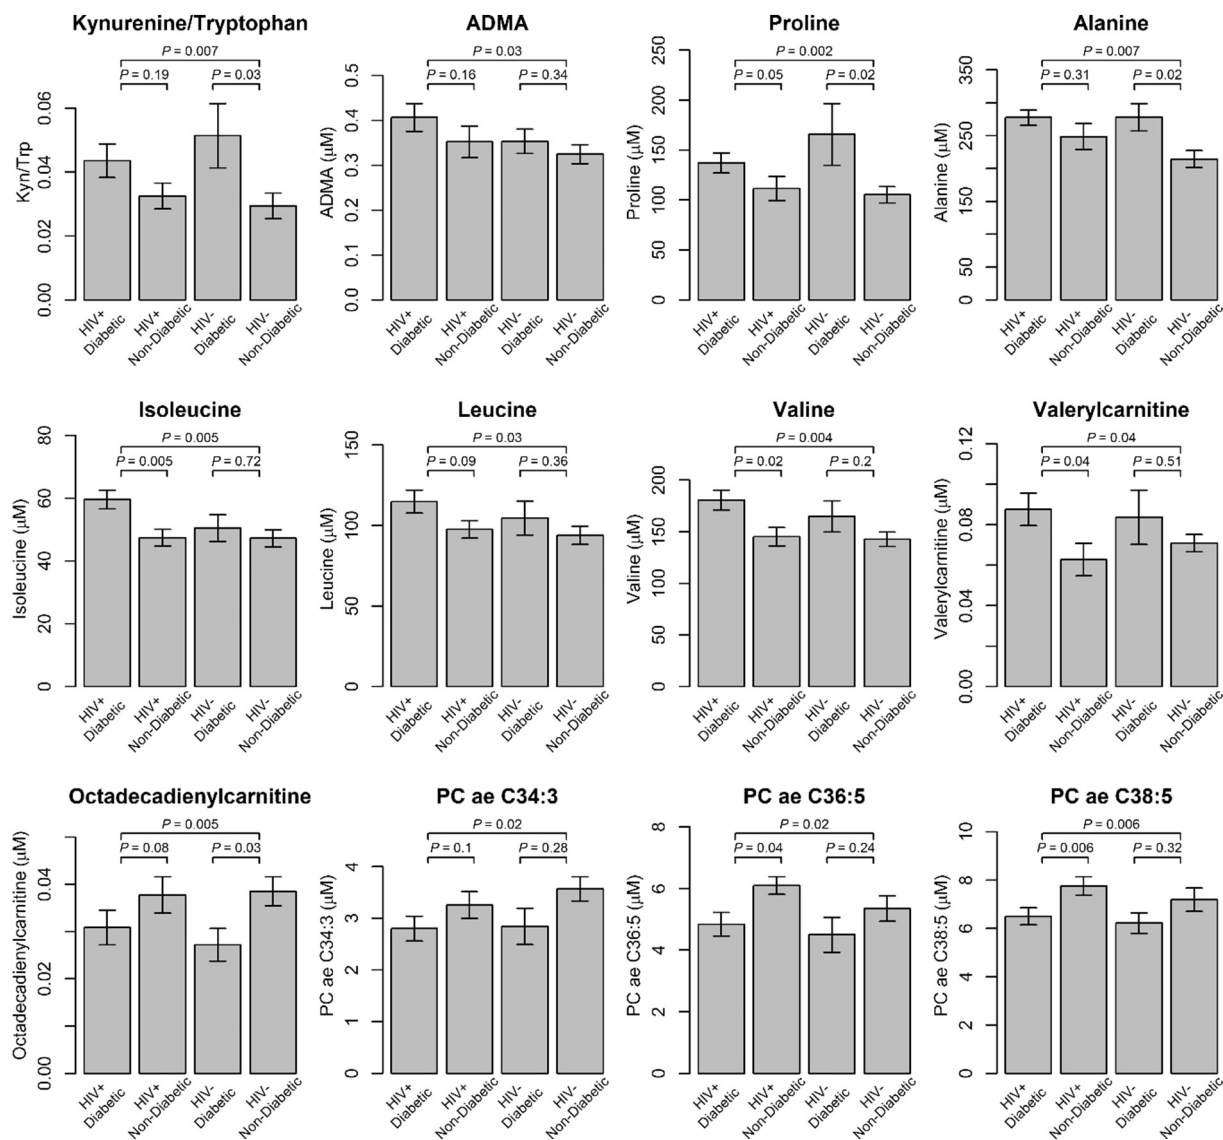 Kynurenine/Tryptophan
P = 0.007
P = 0.19 P = 0.03
Kyn/Trp
0.06
0.04
0.02
0.00
HIV+ Diabetic
HIV+ Non-Diabetic
HIV- Diabetic
HIV- Non-Diabetic
ADMA
P = 0.03
P = 0.16 P = 0.34
ADMA (μM)
0.5
0.4
0.3
0.2
0.1
0.0
HIV+ Diabetic
HIV+ Non-Diabetic
HIV- Diabetic
HIV- Non-Diabetic
Proline
P = 0.002
P = 0.05 P = 0.02
Proline (μM)
250
200
150
100
50
0
HIV+ Diabetic
HIV+ Non-Diabetic
HIV- Diabetic
HIV- Non-Diabetic
Alanine
P = 0.007
P = 0.31 P = 0.02
Alanine (μM)
350
250
150
50
0
HIV+ Diabetic
HIV+ Non-Diabetic
HIV- Diabetic
HIV- Non-Diabetic
Isoleucine
P = 0.005
P = 0.005 P = 0.72
Isoleucine (μM)
80
60
40
20
0
HIV+ Diabetic
HIV+ Non-Diabetic
HIV- Diabetic
HIV- Non-Diabetic
Leucine
P = 0.03
P = 0.09 P = 0.36
Leucine (μM)
150
100
50
0
HIV+ Diabetic
HIV+ Non-Diabetic
HIV- Diabetic
HIV- Non-Diabetic
Valine
P = 0.004
P = 0.02 P = 0.2
Valine (μM)
200
150
100
50
0
HIV+ Diabetic
HIV+ Non-Diabetic
HIV- Diabetic
HIV- Non-Diabetic
Valerylcarnitine
P = 0.04
P = 0.04 P = 0.51
Valerylcarnitine (μM)
0.12
0.08
0.04
0.00
HIV+ Diabetic
HIV+ Non-Diabetic
HIV- Diabetic
HIV- Non-Diabetic
Octadecadienylcarnitine
P = 0.005
P = 0.08 P = 0.03
Octadecadienylcarnitine (μM)
0.04
0.02
0.00
HIV+ Diabetic
HIV+ Non-Diabetic
HIV- Diabetic
HIV- Non-Diabetic
PC ae C34:3
P = 0.02
P = 0.1 P = 0.28
PC ae C34:3 (μM)
4
3
2
1
0
HIV+ Diabetic
HIV+ Non-Diabetic
HIV- Diabetic
HIV- Non-Diabetic
PC ae C36:5
P = 0.02
P = 0.04 P = 0.24
PC ae C36:5 (μM)
8
6
4
2
0
HIV+ Diabetic
HIV+ Non-Diabetic
HIV- Diabetic
HIV- Non-Diabetic
PC ae C38:5
P = 0.006
P = 0.006 P = 0.32
PC ae C38:5 (μM)
10
8
6
4
2
0
HIV+ Diabetic
HIV+ Non-Diabetic
HIV- Diabetic
HIV- Non-Diabetic